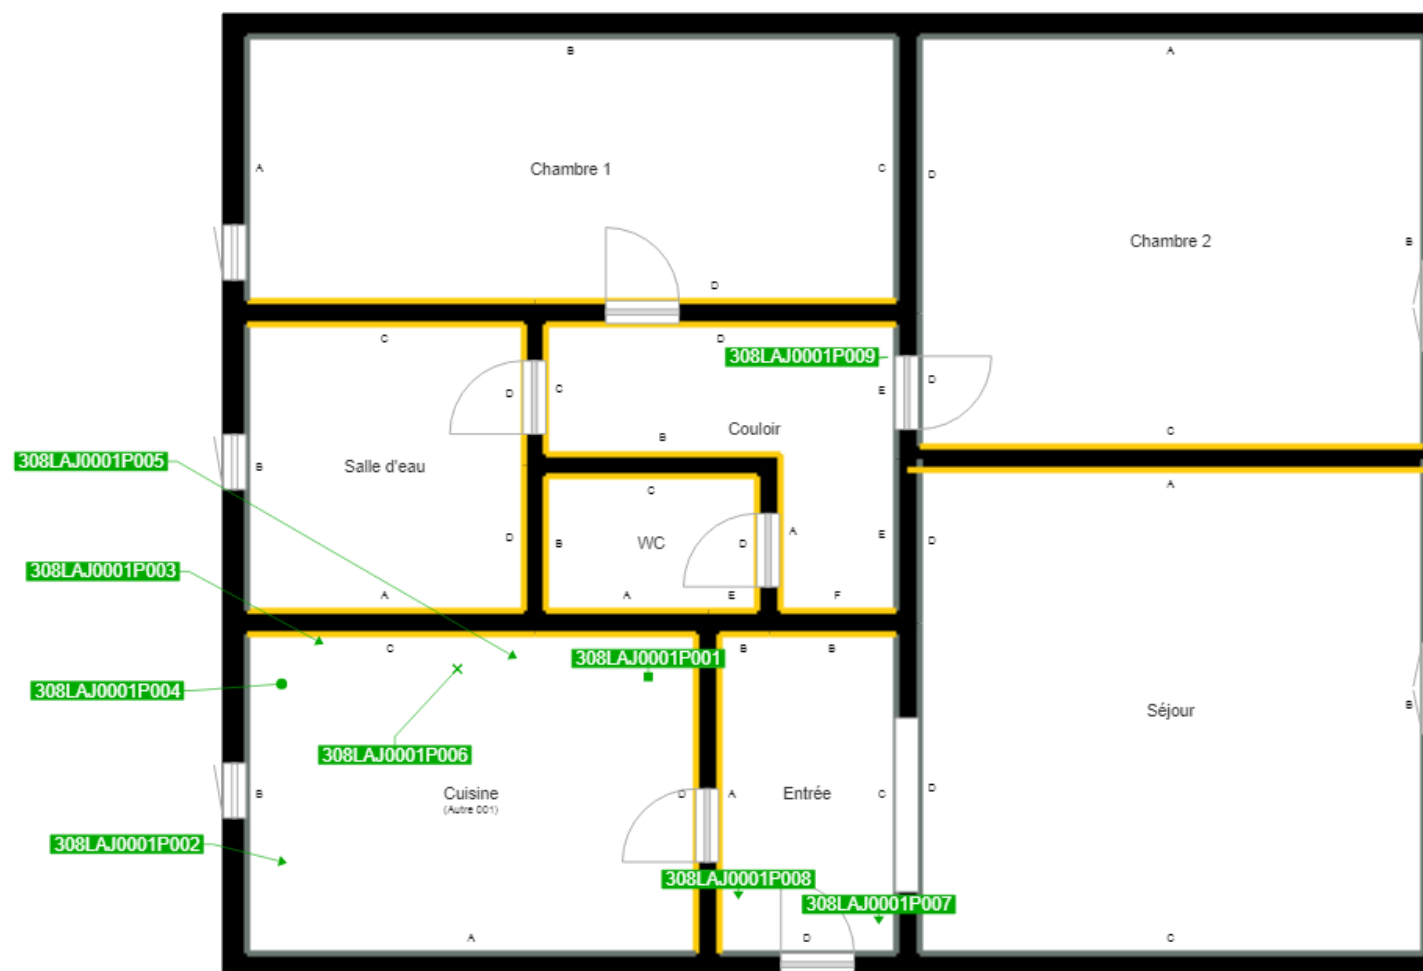 B
A
A
Chambre 1
C
D
Chambre 2
B
D
C
D
308LAJ0001P009
D
D
C
E
Couloir
C
B
308LAJ0001P005
B
Salle d'eau
C
A
D
WC
B
D
A
E
D
308LAJ0001P003
A
A
E
F
C
308LAJ0001P001
B
B
308LAJ0001P004
B
Séjour
308LAJ0001P006
B
Cuisine
(Autre 001)
D
A
Entrée
C
D
308LAJ0001P002
308LAJ0001P008
308LAJ0001P007
A
D
C